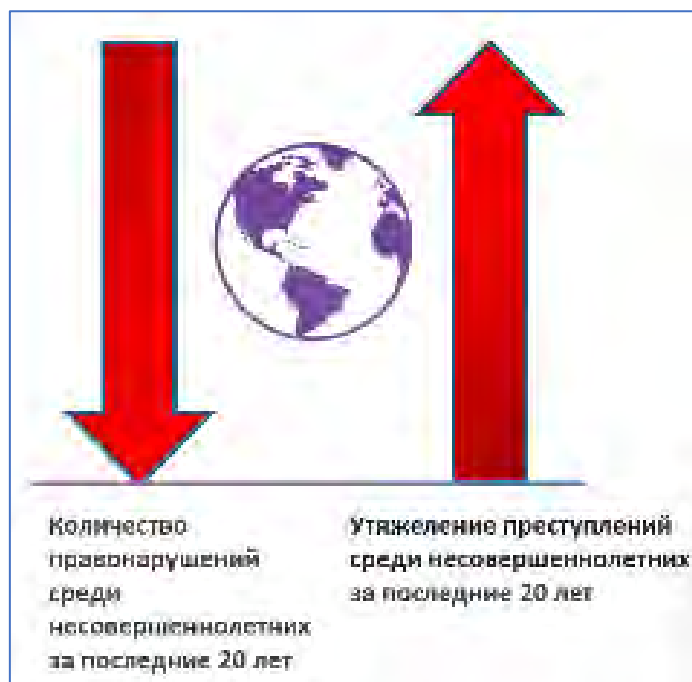 Количество
правонарушений
среди
несовершеннолетних
за последние 20 лет
Утяжеление преступлений
среди несовершеннолетних
за последние 20 лет